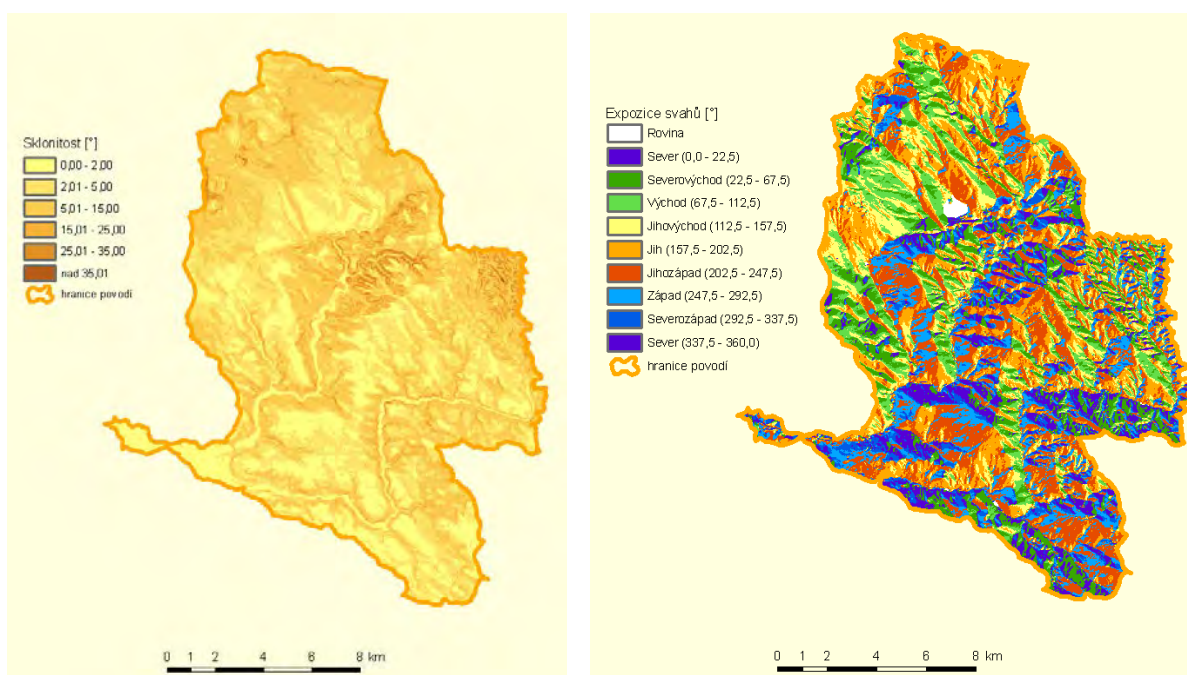 Sklonitost [°]
0,00 - 2,00
2,01 - 5,00
5,01 - 15,00
15,01 - 25,00
25,01 - 35,00
nad 35,01
hranice povodí
0 1 2 4 6 8 km
Expozice svahů [°]
Rovina
Sever (0,0 - 22,5)
Severovýchod (22,5 - 67,5)
Východ (67,5 - 112,5)
Jihovýchod (112,5 - 157,5)
Jih (157,5 - 202,5)
Jihozápad (202,5 - 247,5)
Západ (247,5 - 292,5)
Severozápad (292,5 - 337,5)
Sever (337,5 - 360,0)
hranice povodí
0 1 2 4 6 8 km